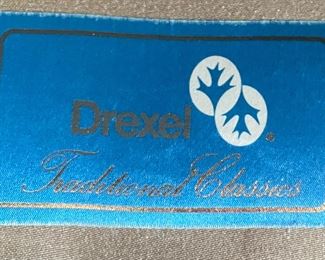 Drexel ®
Traditional Classics